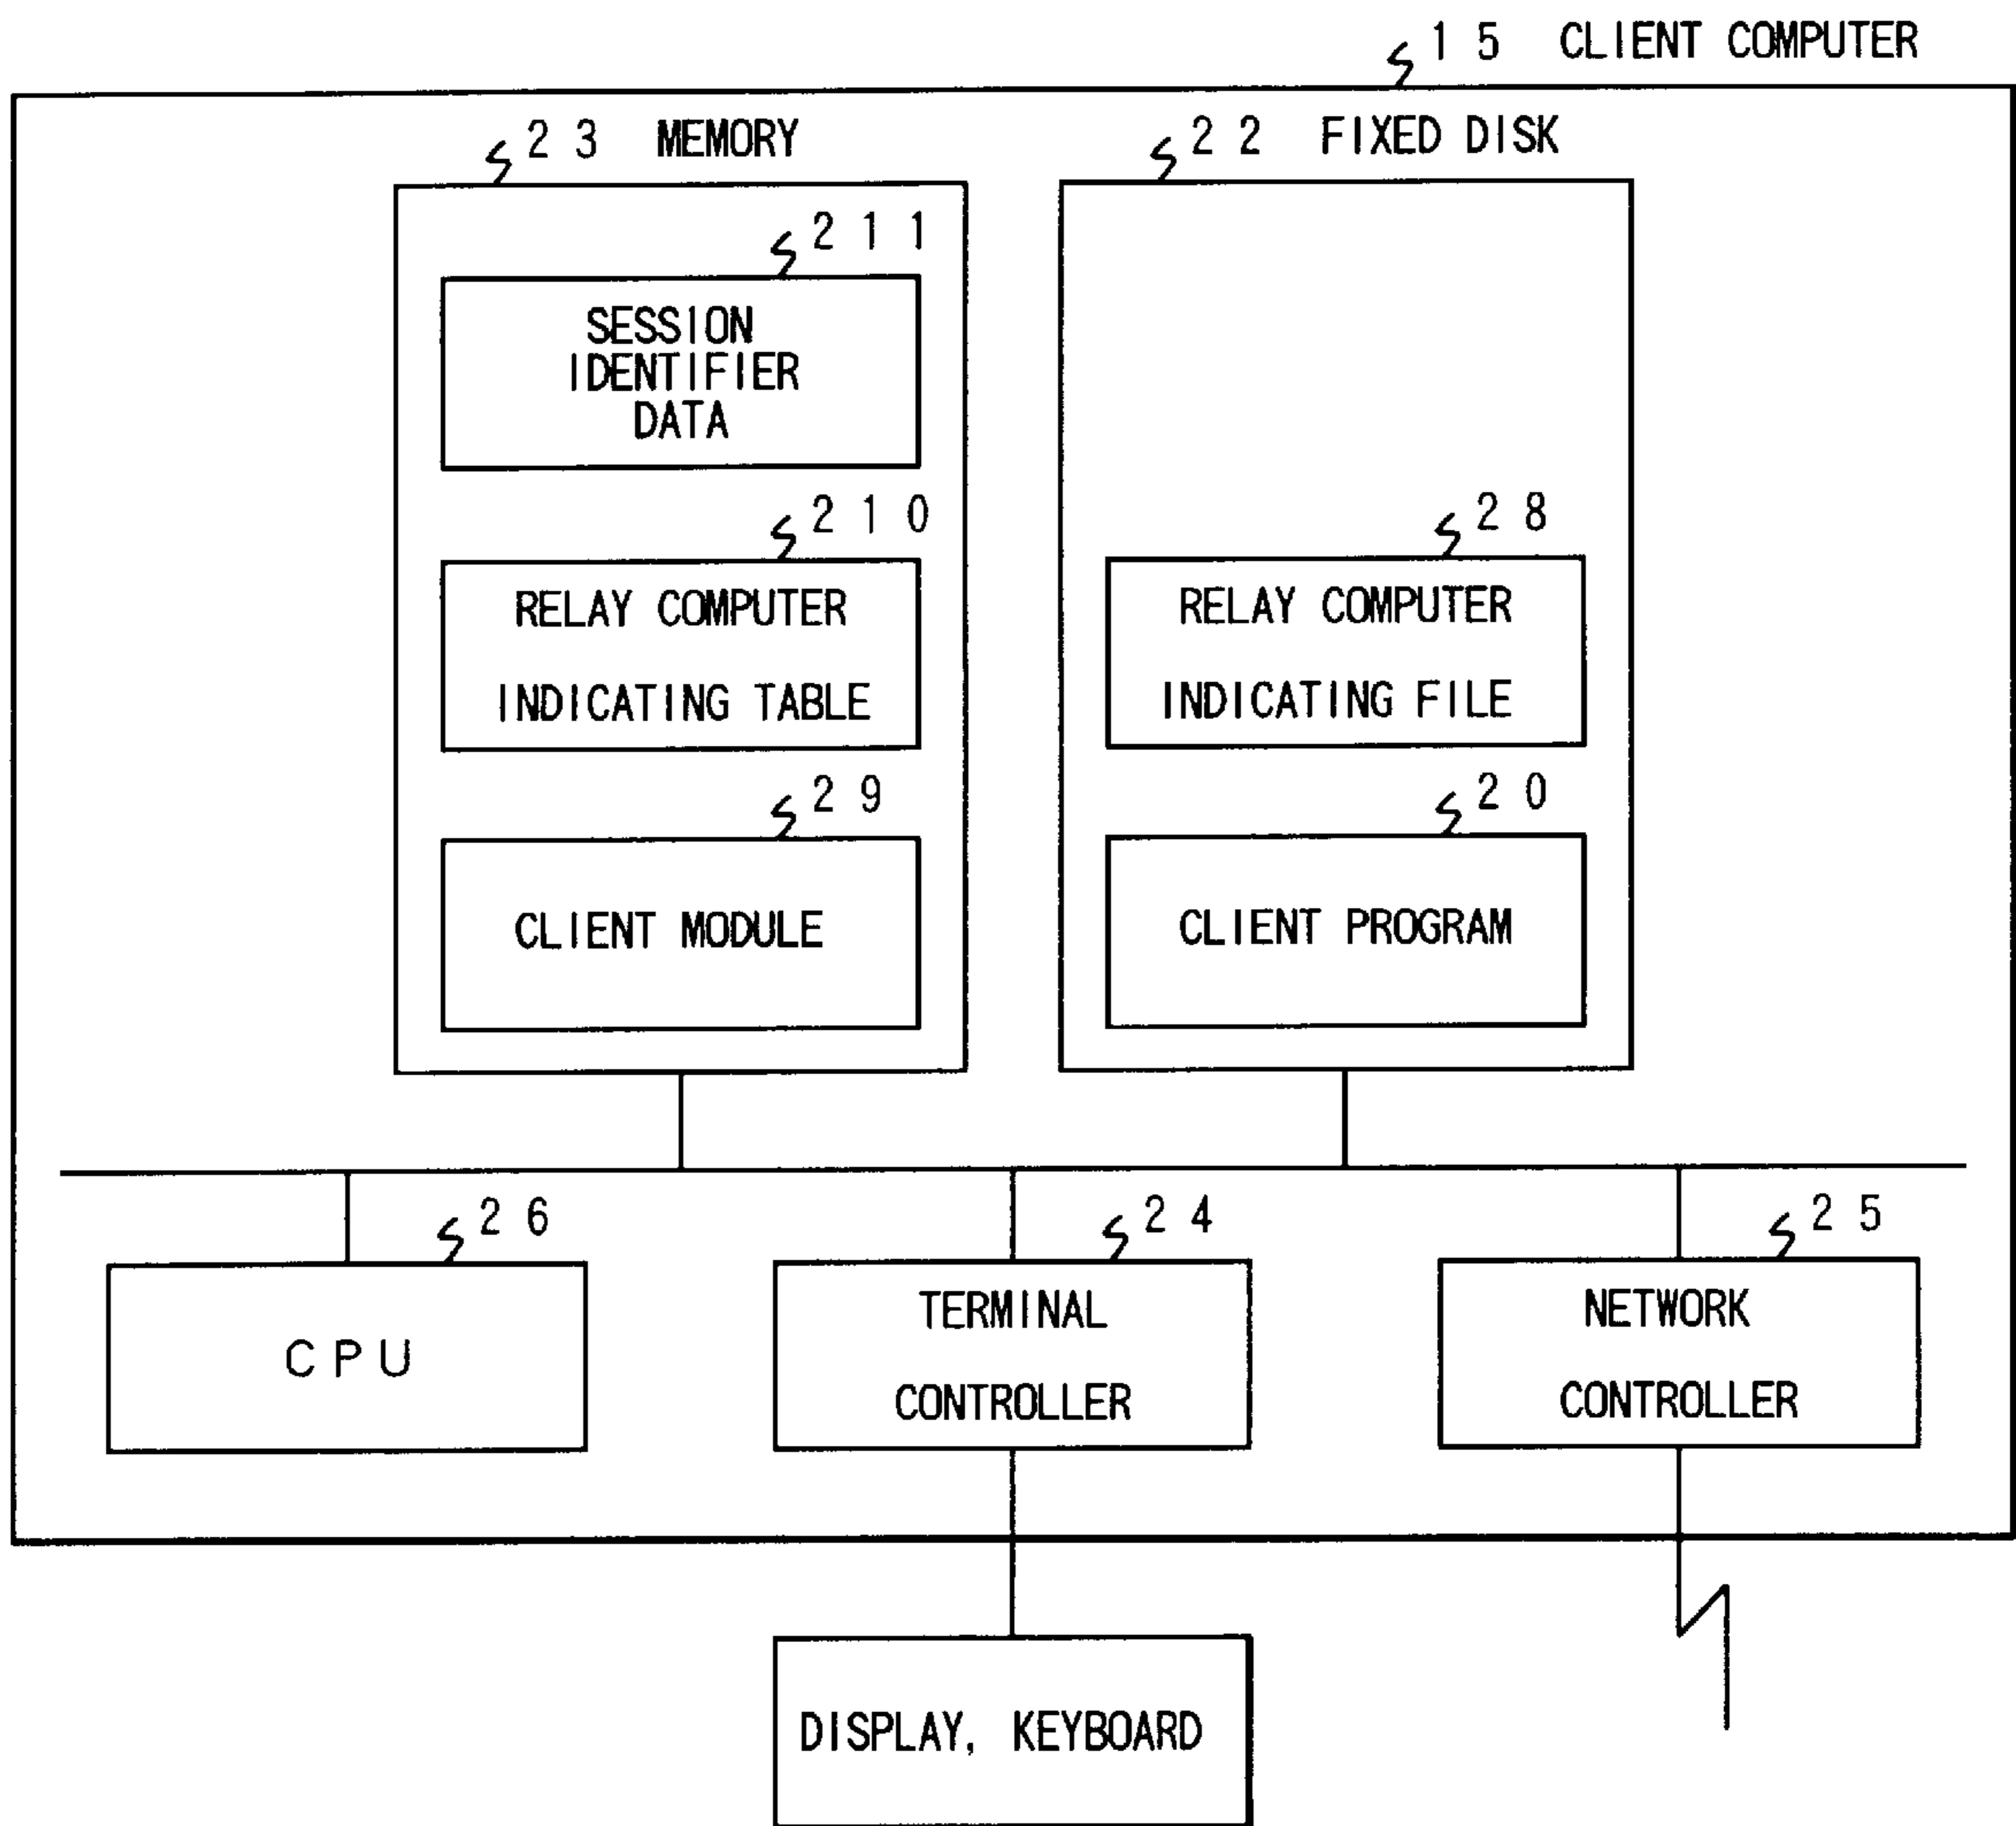 15 CLIENT COMPUTER
23 MEMORY
22 FIXED DISK
211
SESSION
IDENTIFIER
DATA
210
RELAY COMPUTER
INDICATING TABLE
28
RELAY COMPUTER
INDICATING FILE
29
CLIENT MODULE
20
CLIENT PROGRAM
26
CPU
24
TERMINAL
CONTROLLER
25
NETWORK
CONTROLLER
DISPLAY, KEYBOARD